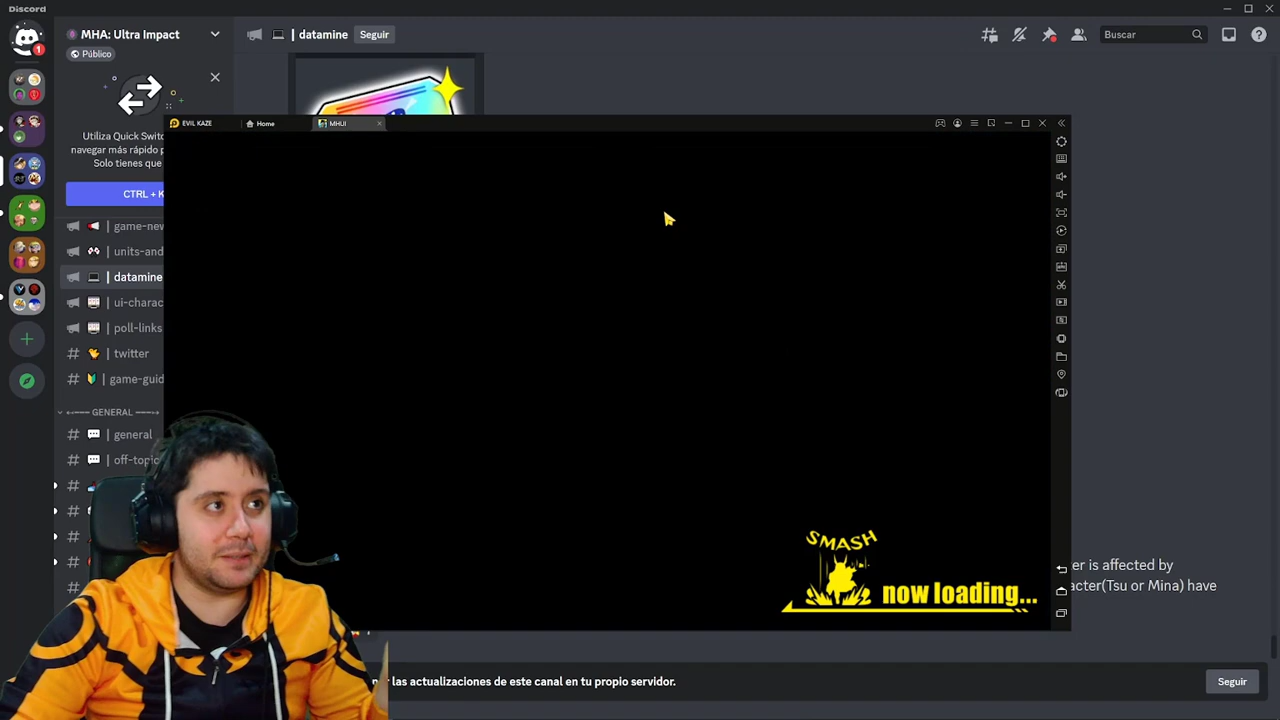 Discord
MHA: Ultra Impact
Público
datamine
Seguir
Buscar
Utiliza Quick Switc
navegar más rápido p
Solo tienes que
CTRL + K
EVIL KAZE
Home
MHUI
game-new
units-and
datamine
ui-charac
poll-links
twitter
game-guid
GENERAL
general
off-topic
SMASH
now loading...
er is affected by
acter(Tsu or Mina) have
las actualizaciones de este canal en tu propio servidor.
Seguir